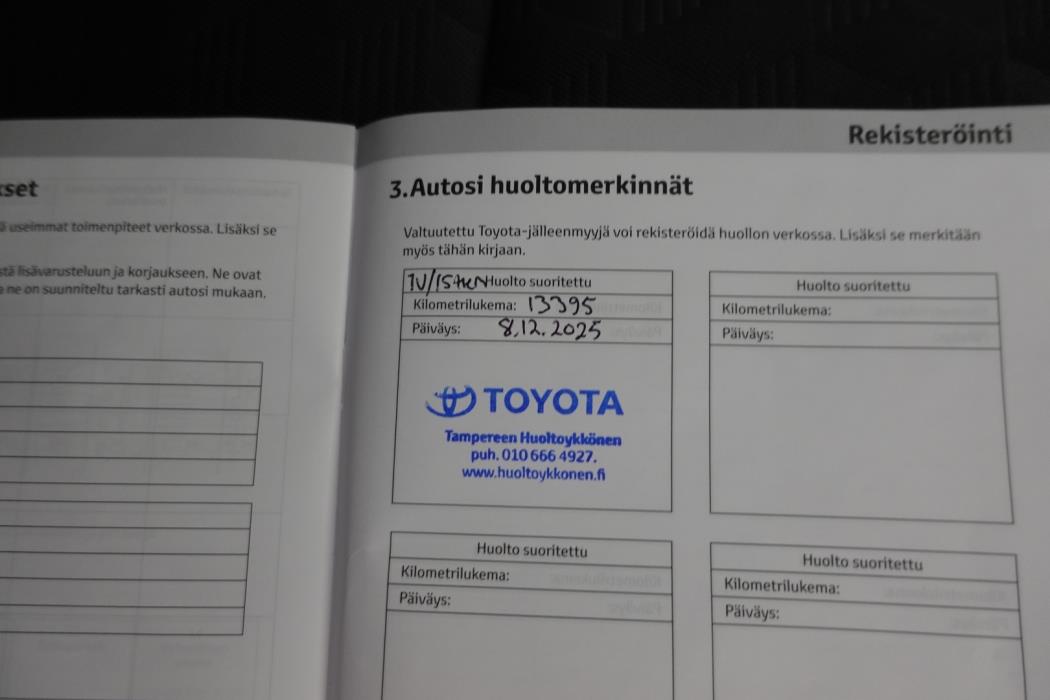 kset
ä useimmat toimenpiteet verkossa. Lisäksi se
stä lisävarusteluun ja korjaukseen. Ne ovat
ne on suunniteltu tarkasti autosi mukaan.
Rekisteröinti
3. Autosi huoltomerkinnät
Valtuutettu Toyota-jälleenmyyjä voi rekisteröidä huollon verkossa. Lisäksi se merkitään
myös tähän kirjaan.
1V/15tkm Huolto suoritettu
Kilometrilukema: 13395
Päiväys: 8.12.2025
TOYOTA
Tampereen Huoltoykkönen
puh. 010 666 4927.
www.huoltoykkonen.fi
Huolto suoritettu
Kilometrilukema:
Päiväys:
Huolto suoritettu
Kilometrilukema:
Päiväys:
Huolto suoritettu
Kilometrilukema:
Päiväys: